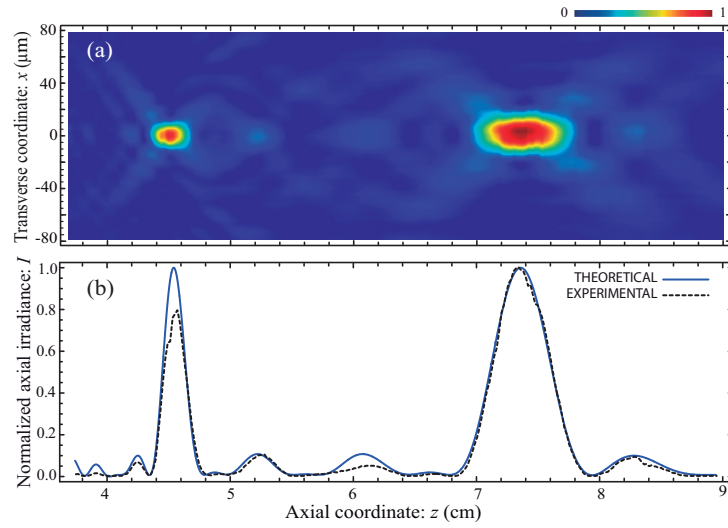 0 1
(a)
Transverse coordinate: x (μm)
80
40
0
-40
-80
(b)
THEORETICAL
EXPERIMENTAL
Normalized axial irradiance: I
1.0
0.8
0.6
0.4
0.2
0.0
4 5 6 7 8 9
Axial coordinate: z (cm)